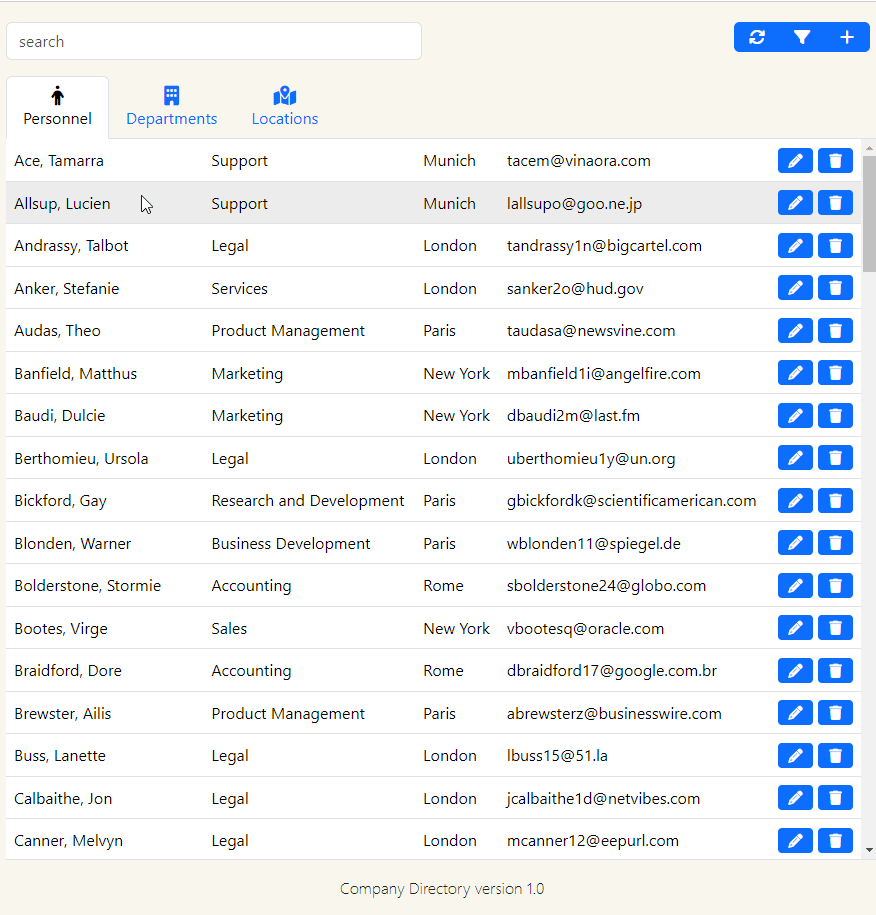 search
Personnel Departments Locations
Ace, Tamarra Support Munich tacem@vinaora.com
Allsup, Lucien Support Munich lallsupo@goo.ne.jp
Andrassy, Talbot Legal London tandrassy1n@bigcartel.com
Anker, Stefanie Services London sanker2o@hud.gov
Audas, Theo Product Management Paris taudasa@newsvine.com
Banfield, Matthus Marketing New York mbanfield1i@angelfire.com
Baudi, Dulcie Marketing New York dbaudi2m@last.fm
Berthomieu, Ursola Legal London uberthomieu1y@un.org
Bickford, Gay Research and Development Paris gbickfordk@scientificamerican.com
Blonden, Warner Business Development Paris wblonden11@spiegel.de
Bolderstone, Stormie Accounting Rome sbolderstone24@globo.com
Bootes, Virge Sales New York vbootesq@oracle.com
Braidford, Dore Accounting Rome dbraidford17@google.com.br
Brewster, Ailis Product Management Paris abrewsterz@businesswire.com
Buss, Lanette Legal London lbuss15@51.la
Calbaithe, Jon Legal London jcalbaithe1d@netvibes.com
Canner, Melvyn Legal London mcanner12@eepurl.com
Company Directory version 1.0